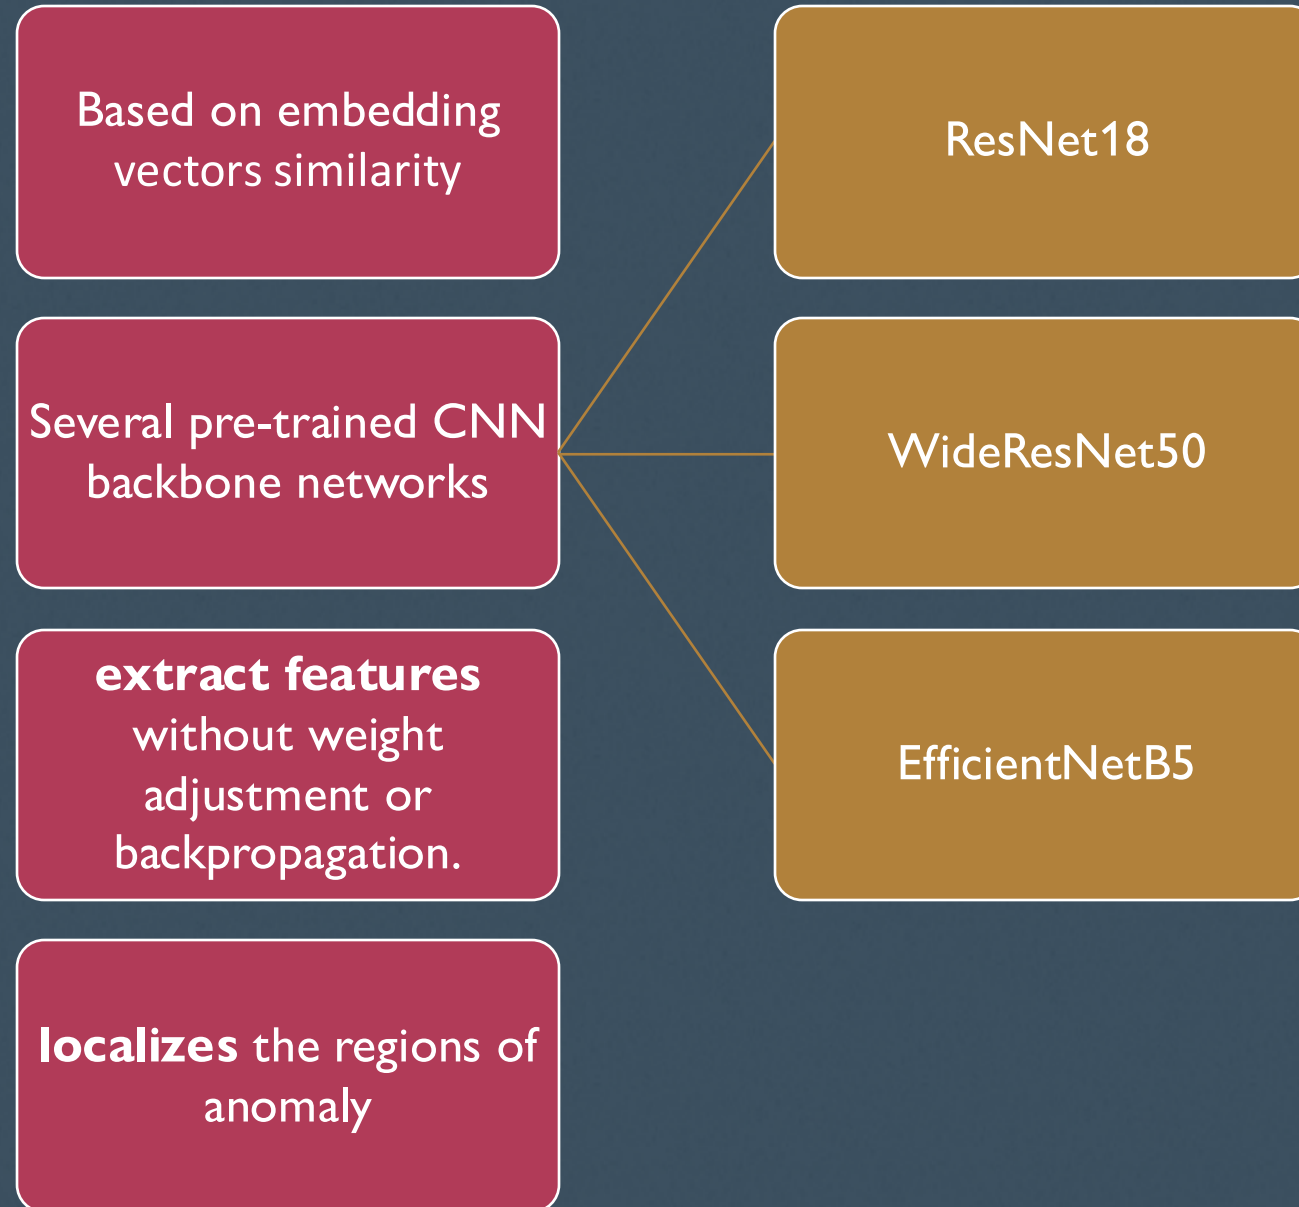 Based on embedding
vectors similarity
Several pre-trained CNN
backbone networks
extract features
without weight
adjustment or
backpropagation.
localizes the regions of
anomaly
ResNet18
WideResNet50
EfficientNetB5